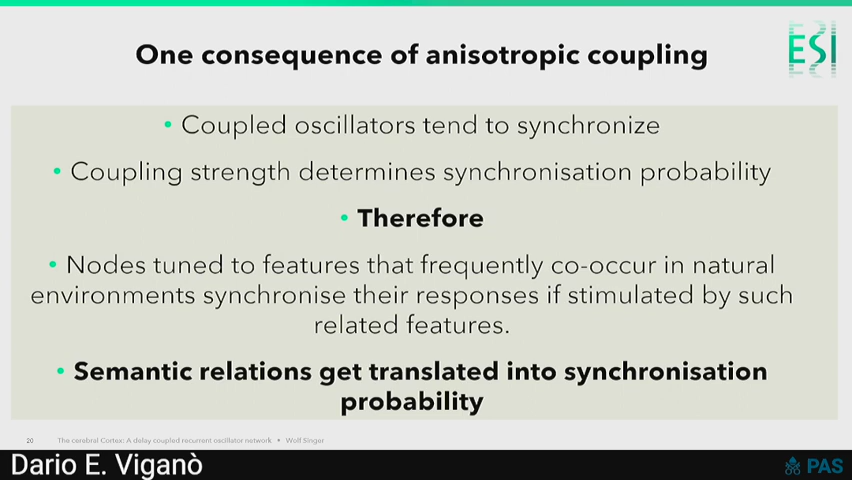 One consequence of anisotropic coupling
ESI
• Coupled oscillators tend to synchronize
• Coupling strength determines synchronisation probability
• Therefore
• Nodes tuned to features that frequently co-occur in natural
environments synchronise their responses if stimulated by such
related features.
• Semantic relations get translated into synchronisation
probability
20 The cerebral Cortex: A delay coupled recurrent oscillator network • Wolf Singer
Dario E. Viganò
PAS